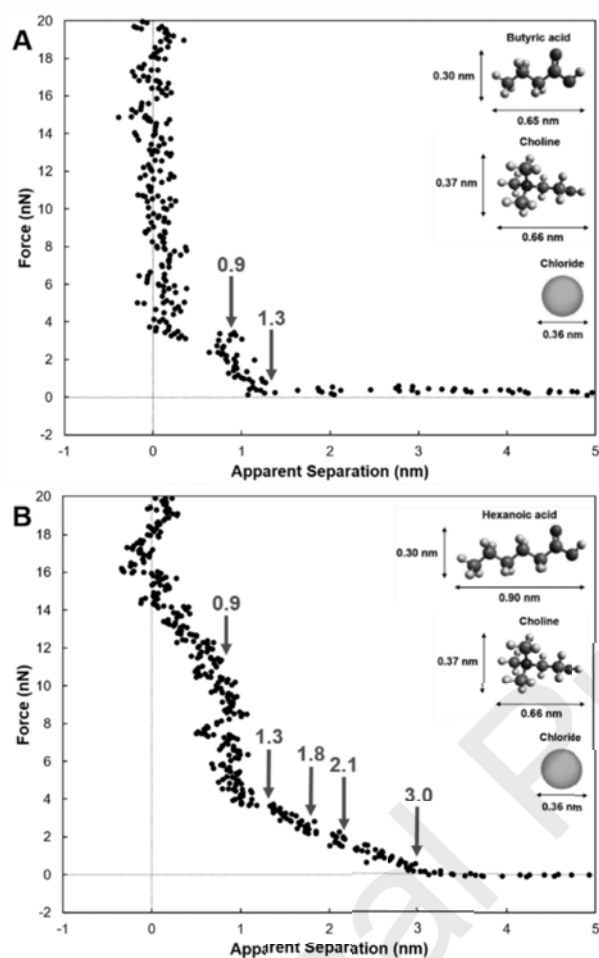 A
20
18
16
14
12
10
8
6
4
2
0
-2
Force (nN)
-1
0
1
2
3
4
5
Apparent Separation (nm)
0.9
1.3
Butyric acid
0.30 nm
0.65 nm
Choline
0.37 nm
0.66 nm
Chloride
0.36 nm
B
20
18
16
14
12
10
8
6
4
2
0
-2
Force (nN)
-1
0
1
2
3
4
5
Apparent Separation (nm)
0.9
1.3
1.8
2.1
3.0
Hexanoic acid
0.30 nm
0.90 nm
Choline
0.37 nm
0.66 nm
Chloride
0.36 nm